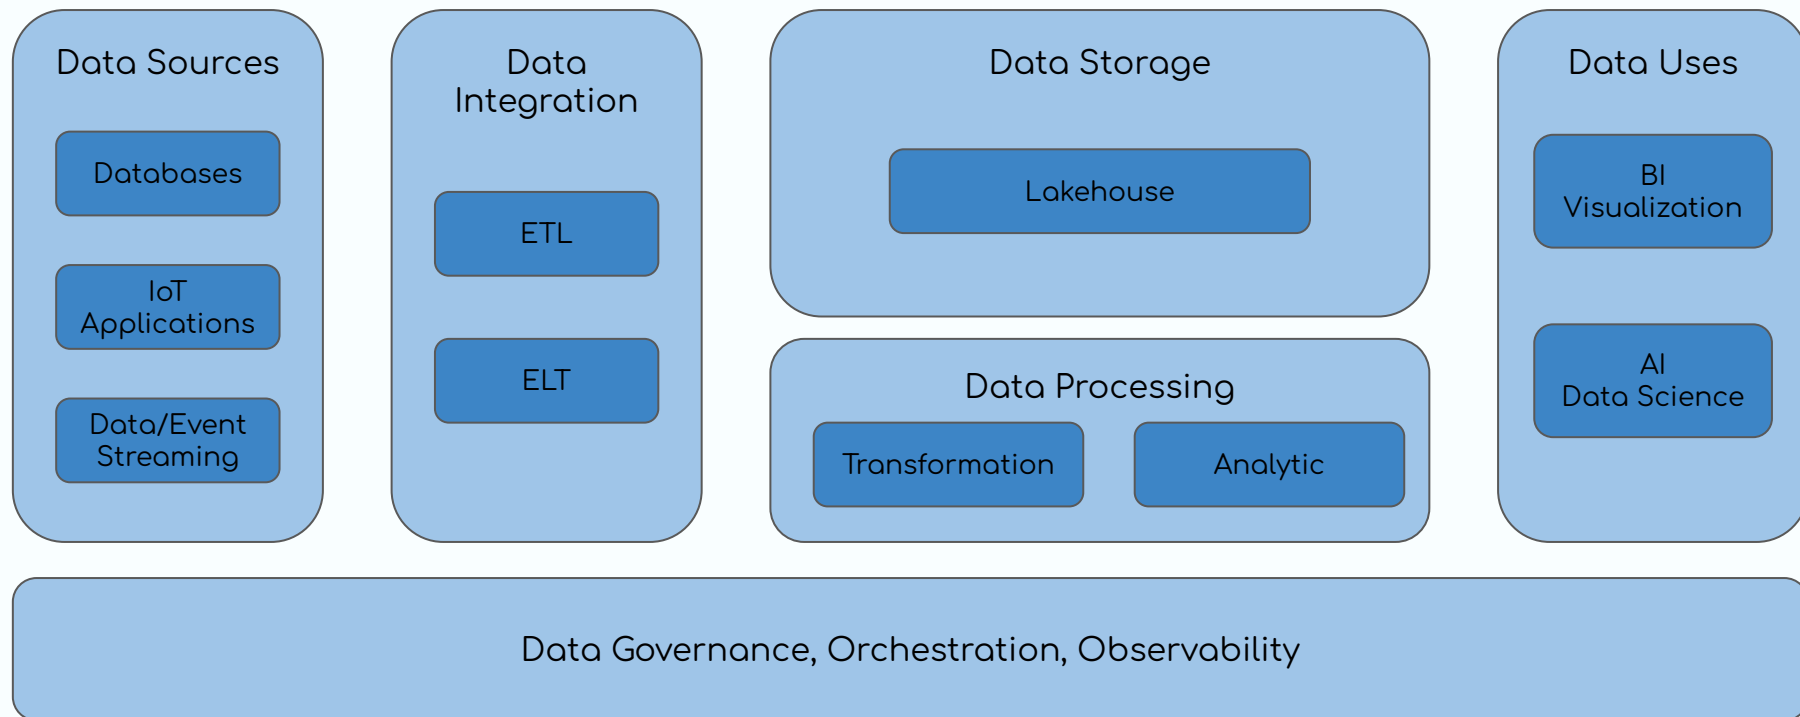 Data Sources
Databases
IoT
Applications
Data/Event
Streaming
Data
Integration
ETL
ELT
Data Storage
Lakehouse
Data Processing
Transformation
Analytic
Data Uses
BI
Visualization
AI
Data Science
Data Governance, Orchestration, Observability